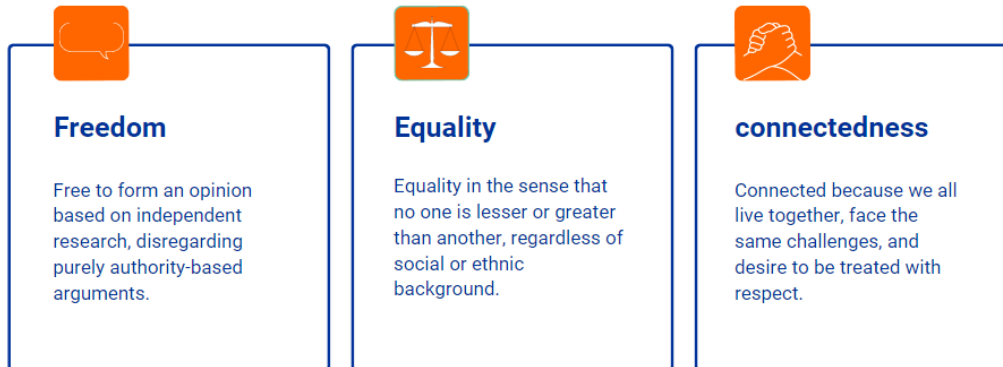 Freedom
Free to form an opinion
based on independent
research, disregarding
purely authority-based
arguments.
Equality
Equality in the sense that
no one is lesser or greater
than another, regardless of
social or ethnic
background.
connectedness
Connected because we all
live together, face the
same challenges, and
desire to be treated with
respect.